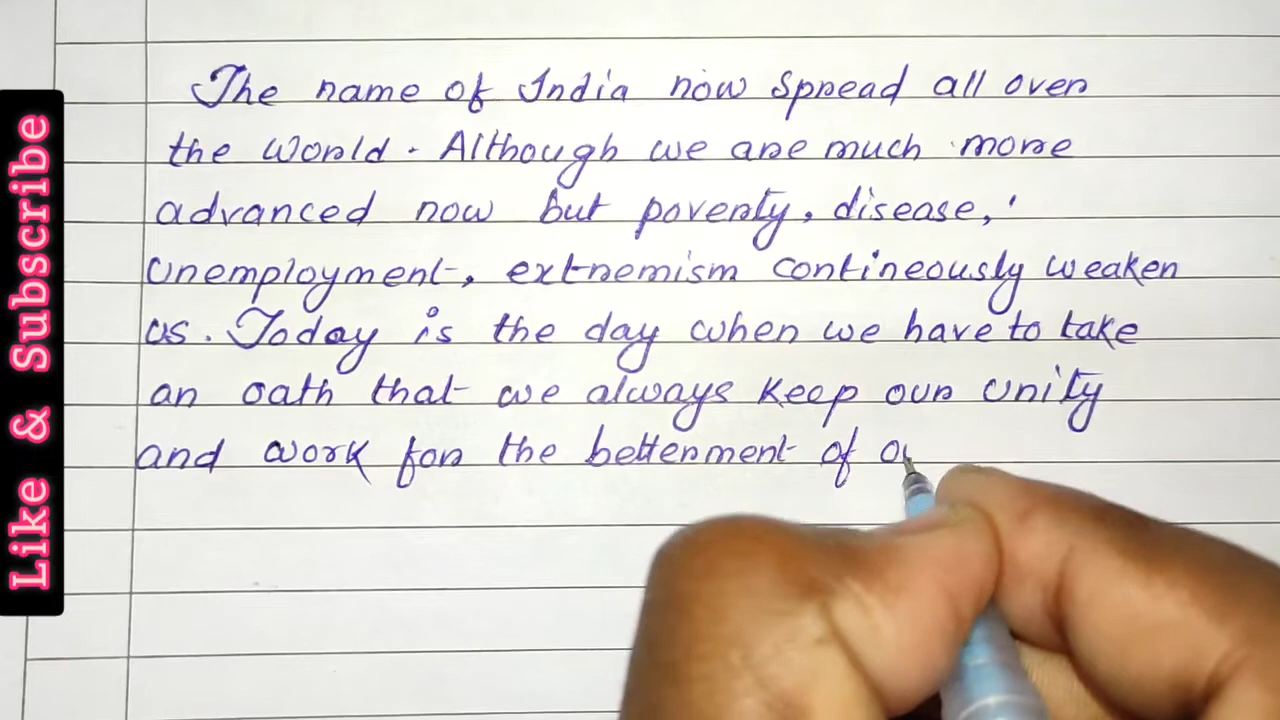 Like & Subscribe
The name of India now spread all over
the world. Although we are much more
advanced now but poverty, disease,
unemployment, extremism contineously weaken
us. Today is the day when we have to take
an oath that we always keep our unity
and work for the betterment of